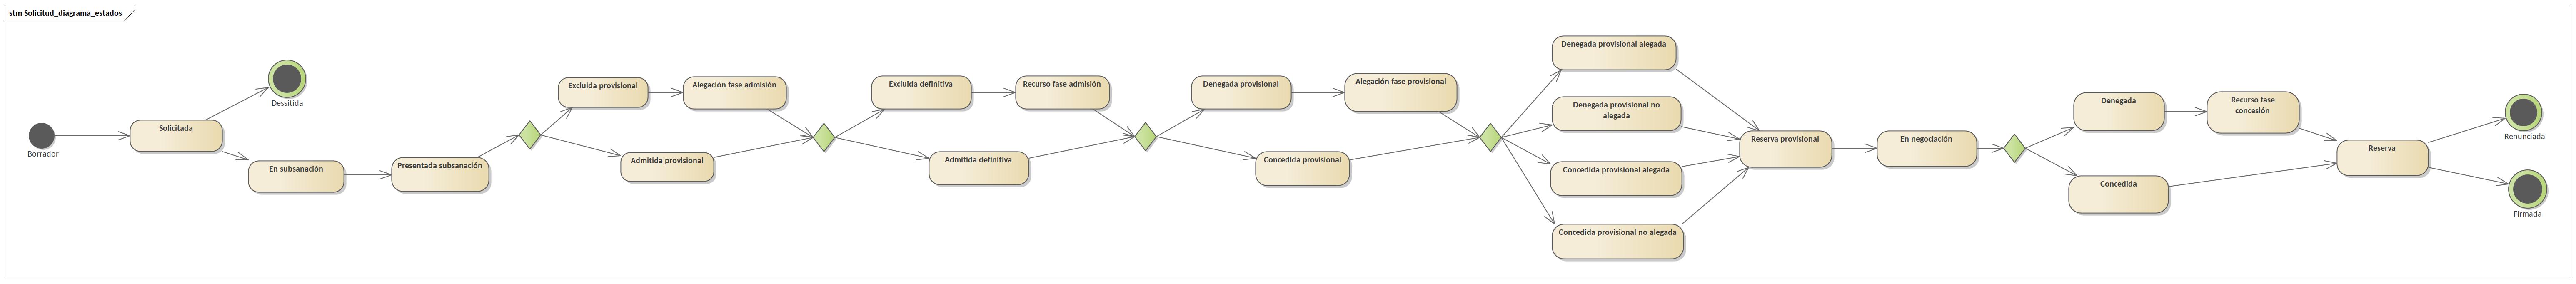 stm Solicitud_diagrama_estados
Borrador
Solicitada
Dessitida
En subsanación
Presentada subsanación
Excluida provisional
Alegación fase admisión
Admitida provisional
Excluida definitiva
Recurso fase admisión
Admitida definitiva
Denegada provisional
Alegación fase provisional
Concedida provisional
Denegada provisional alegada
Denegada provisional no
alegada
Concedida provisional alegada
Concedida provisional no alegada
Reserva provisional
En negociación
Denegada
Recurso fase
concesión
Concedida
Reserva
Renunciada
Firmada